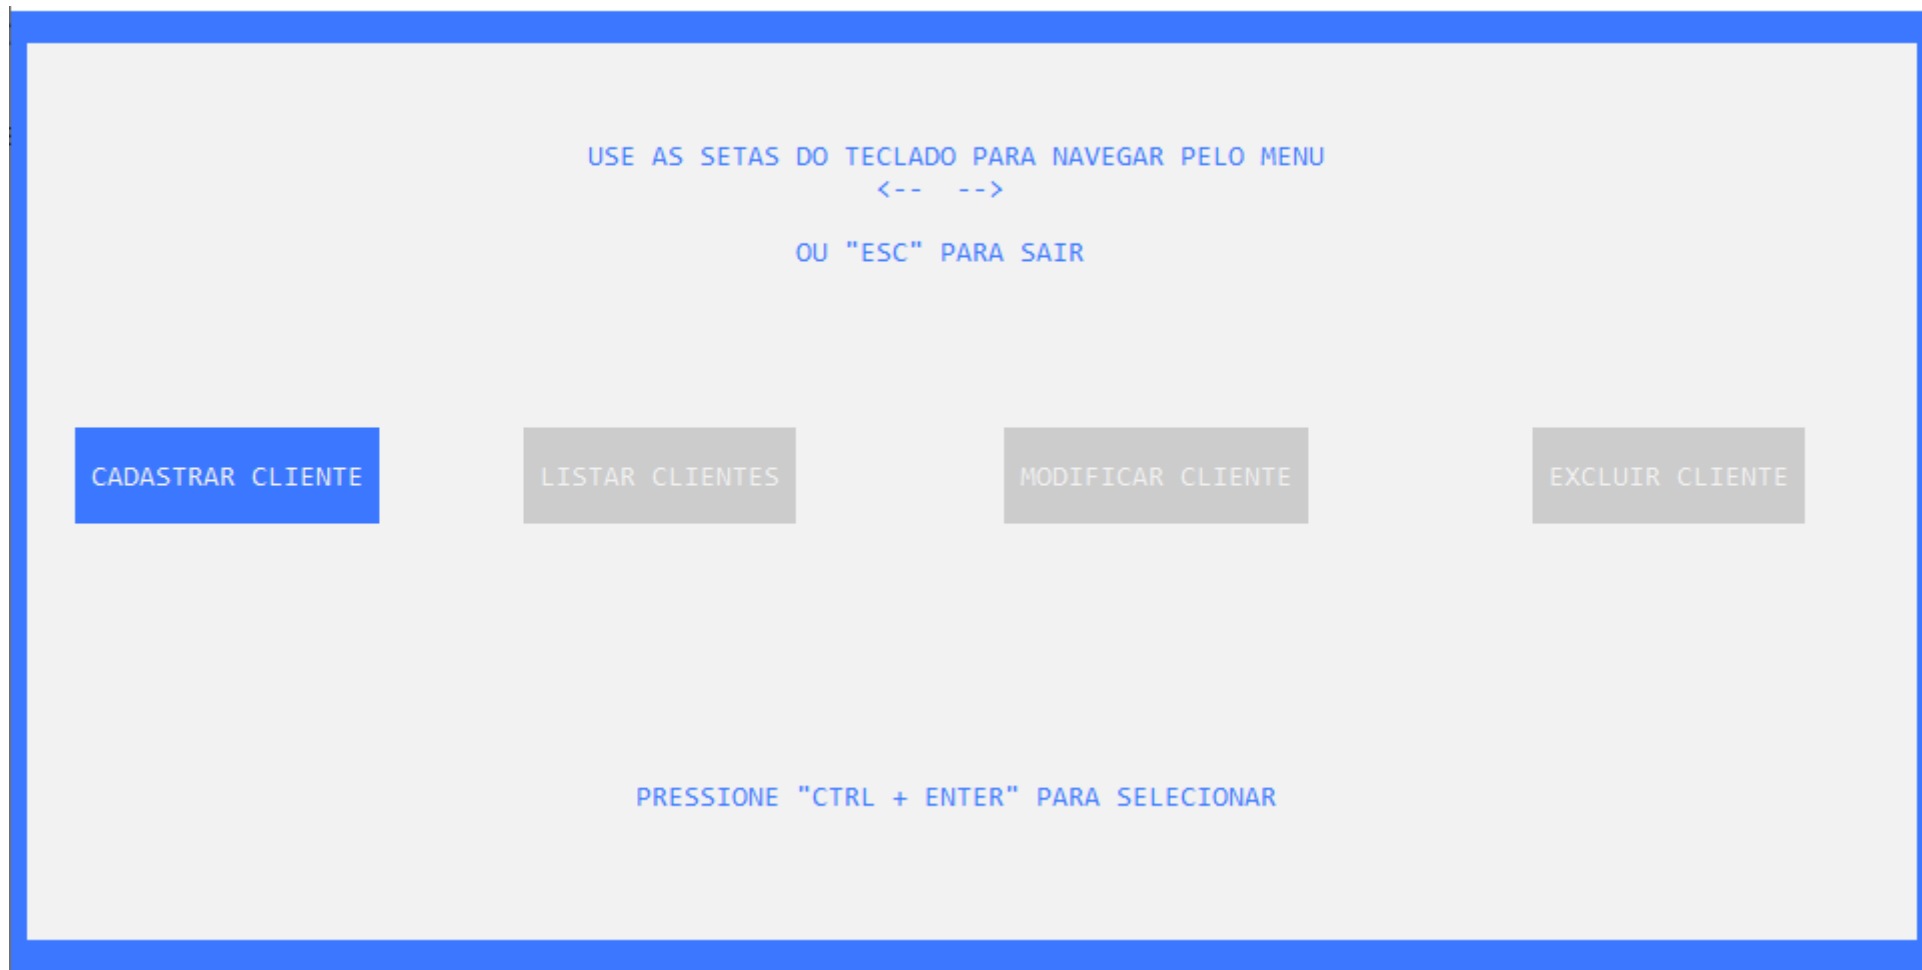 USE AS SETAS DO TECLADO PARA NAVEGAR PELO MENU
<-- -->
OU "ESC" PARA SAIR
CADASTRAR CLIENTE
LISTAR CLIENTES
MODIFICAR CLIENTE
EXCLUIR CLIENTE
PRESSIONE "CTRL + ENTER" PARA SELECIONAR